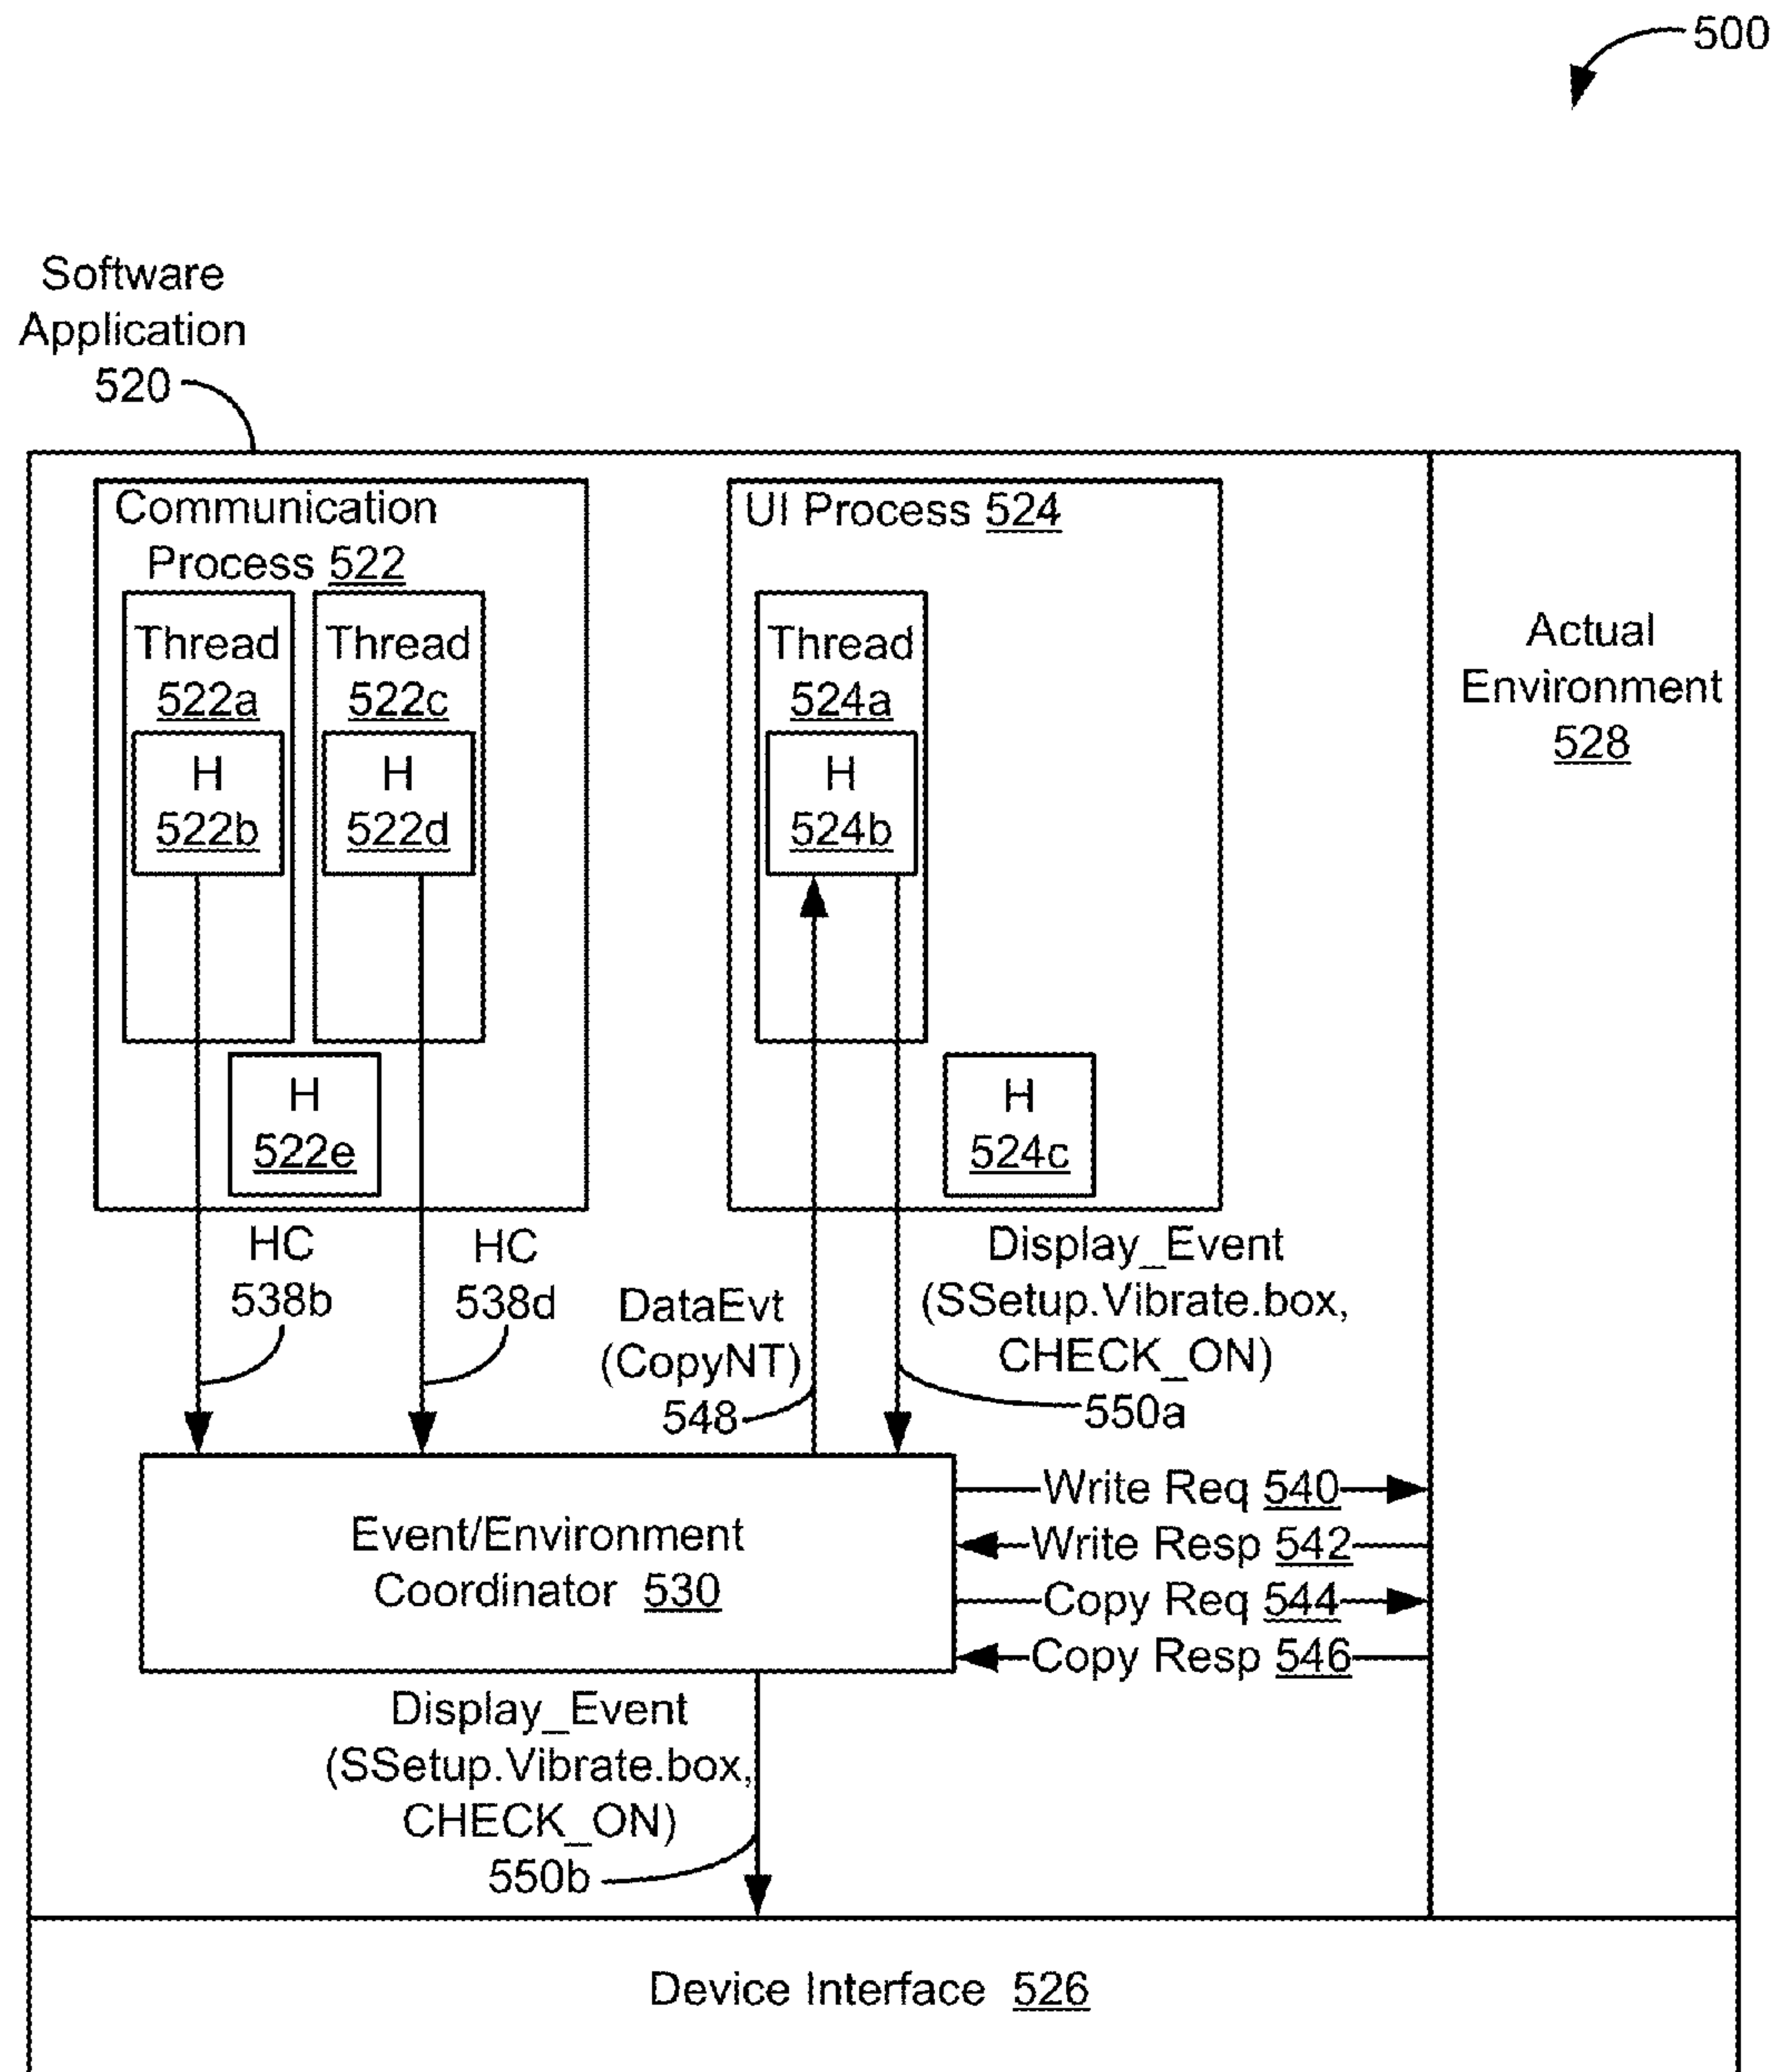 500
Software
Application
520
Communication
Process 522
UI Process 524
Thread
522a
Thread
522c
Thread
524a
Actual
Environment
528
H
522b
H
522d
H
524b
H
522e
H
524c
HC
538b
HC
538d
DataEvt
(CopyNT)
548
Display_Event
(SSetup.Vibrate.box,
CHECK_ON)
550a
Event/Environment
Coordinator 530
Write Req 540
Write Resp 542
Copy Req 544
Copy Resp 546
Display_Event
(SSetup.Vibrate.box,
CHECK_ON)
550b
Device Interface 526